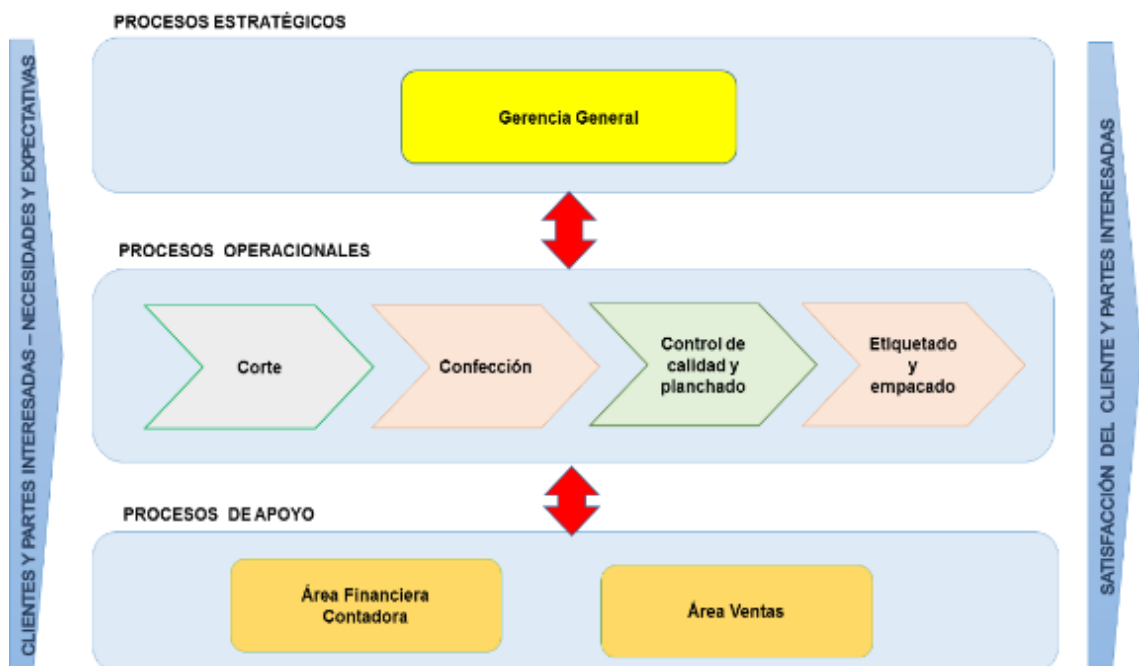 PROCESOS ESTRATÉGICOS
CLIENTES Y PARTES INTERESADAS – NECESIDADES Y EXPECTATIVAS
Gerencia General
PROCESOS OPERACIONALES
Corte
Confección
Control de
calidad y
planchado
Etiquetado
y
empacado
PROCESOS DE APOYO
Área Financiera
Contadora
Área Ventas
SATISFACCIÓN DEL CLIENTE Y PARTES INTERESADAS